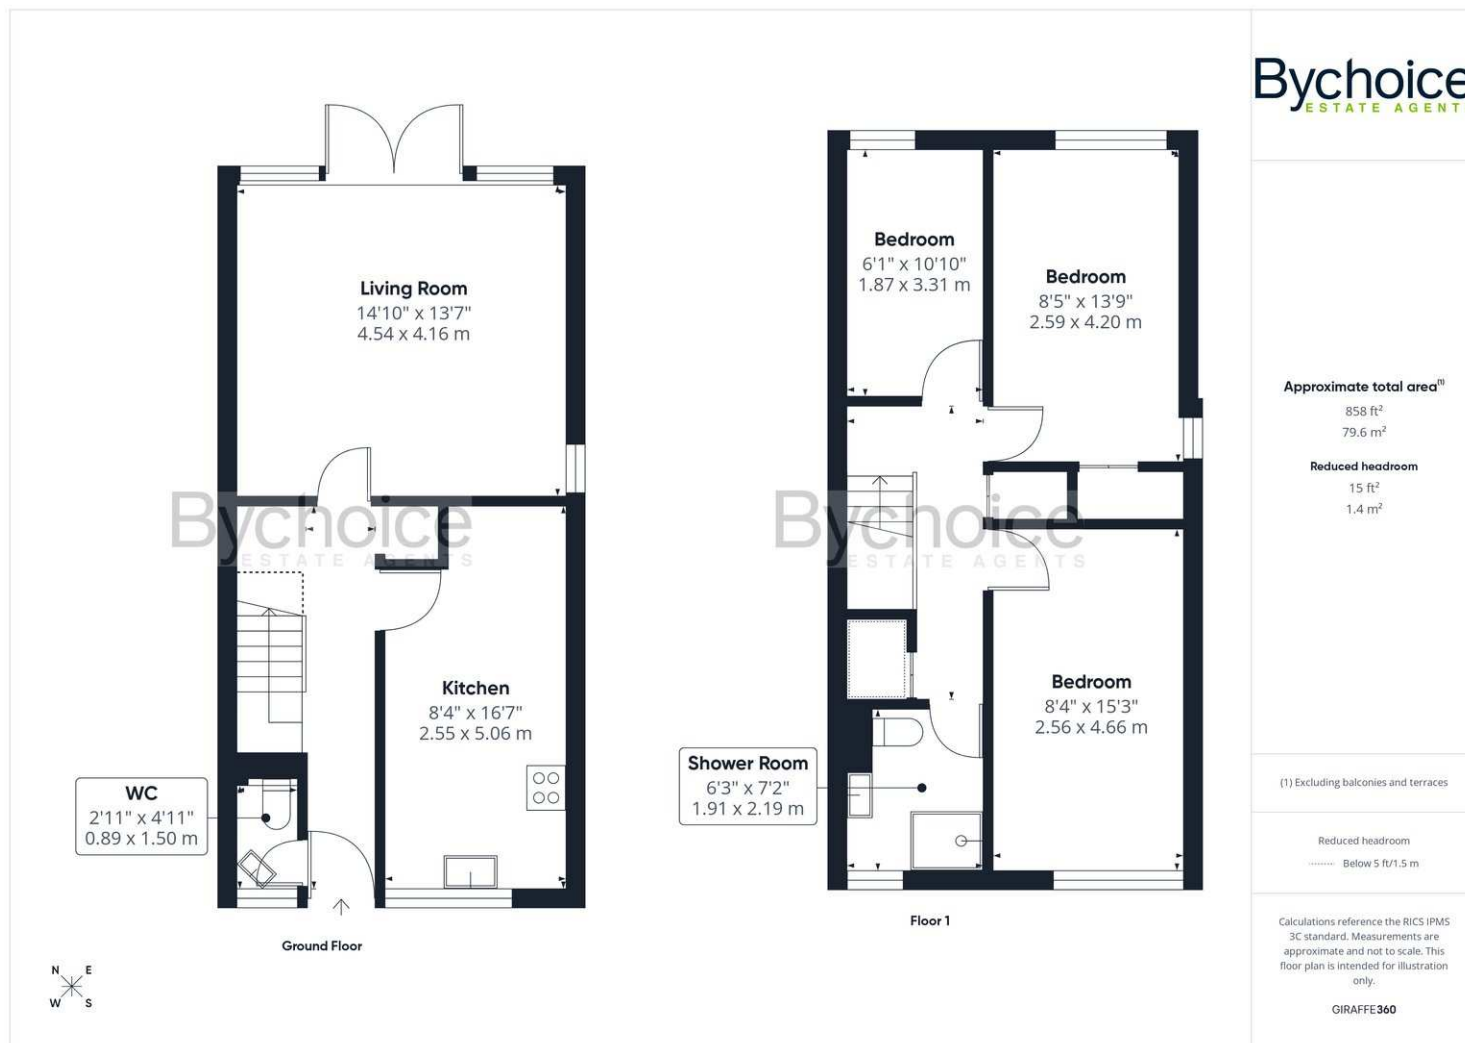 Bychoice
ESTATE AGENT
Living Room
14'10" x 13'7"
4.54 x 4.16 m
Kitchen
8'4" x 16'7"
2.55 x 5.06 m
WC
2'11" x 4'11"
0.89 x 1.50 m
Ground Floor
Bychoice
ESTATE AGENTS
N E
W S
Bedroom
6'1" x 10'10"
1.87 x 3.31 m
Bedroom
8'5" x 13'9"
2.59 x 4.20 m
Bychoice
ESTATE AGENTS
Bedroom
8'4" x 15'3"
2.56 x 4.66 m
Shower Room
6'3" x 7'2"
1.91 x 2.19 m
Floor 1
Approximate total area(1)
858 ft²
79.6 m²
Reduced headroom
15 ft²
1.4 m²
(1) Excluding balconies and terraces
Reduced headroom
Below 5 ft/1.5 m
Calculations reference the RICS IPMS
3C standard. Measurements are
approximate and not to scale. This
floor plan is intended for illustration
only.
GIRAFFE360